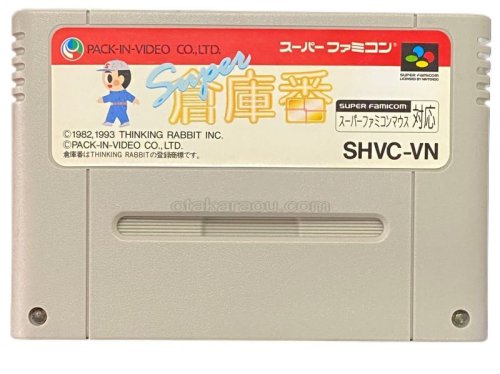 PACK-IN-VIDEO CO.,LTD.
スーパーファミコン
SUPER FAMICOM
LICENSED BY NINTENDO
Super
倉庫番
©1982,1993 THINKING RABBIT INC.
©PACK-IN-VIDEO CO., LTD.
倉庫番はTHINKING RABBITの登録商標です。
SUPER FAMICOM
スーパーファミコンマウス
対応
SHVC-VN
otakaraou.com